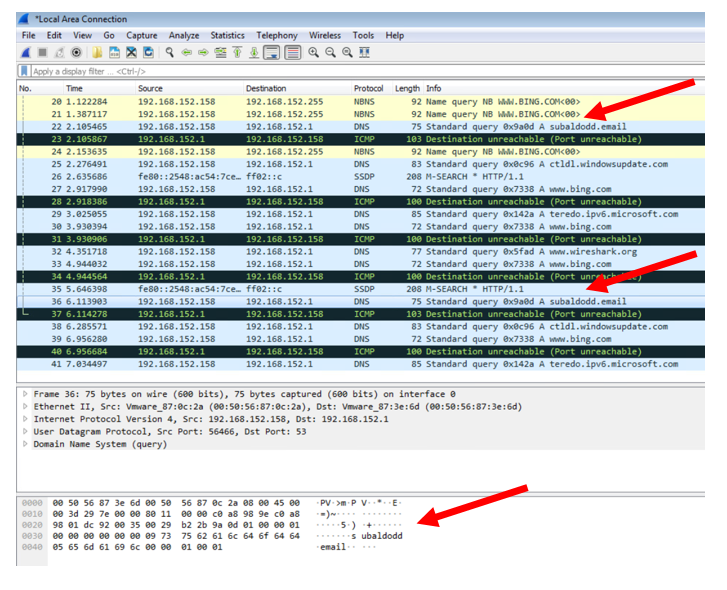 *Local Area Connection
File Edit View Go Capture Analyze Statistics Telephony Wireless Tools Help
Apply a display filter ... <Ctrl-/>
No. Time Source Destination Protocol Length Info
20 1.122284 192.168.152.158 192.168.152.255 NBNS 92 Name query NB WWW.BING.COM<00>
21 1.387117 192.168.152.158 192.168.152.255 NBNS 92 Name query NB WWW.BING.COM<00>
22 2.105465 192.168.152.158 192.168.152.1 DNS 75 Standard query 0x9a0d A subaldodd.email
23 2.105867 192.168.152.1 192.168.152.158 ICMP 103 Destination unreachable (Port unreachable)
24 2.153635 192.168.152.158 192.168.152.255 NBNS 92 Name query NB WWW.BING.COM<00>
25 2.276491 192.168.152.158 192.168.152.1 DNS 83 Standard query 0x0c96 A ctldl.windowsupdate.com
26 2.635686 fe80::2548:ac54:7ce… ff02::c SSDP 208 M-SEARCH * HTTP/1.1
27 2.917990 192.168.152.158 192.168.152.1 DNS 72 Standard query 0x7338 A www.bing.com
28 2.918386 192.168.152.1 192.168.152.158 ICMP 100 Destination unreachable (Port unreachable)
29 3.025055 192.168.152.158 192.168.152.1 DNS 85 Standard query 0x142a A teredo.ipv6.microsoft.com
30 3.930394 192.168.152.158 192.168.152.1 DNS 72 Standard query 0x7338 A www.bing.com
31 3.930906 192.168.152.1 192.168.152.158 ICMP 100 Destination unreachable (Port unreachable)
32 4.351718 192.168.152.158 192.168.152.1 DNS 77 Standard query 0x5fad A www.wireshark.org
33 4.944032 192.168.152.158 192.168.152.1 DNS 72 Standard query 0x7338 A www.bing.com
34 4.944564 192.168.152.1 192.168.152.158 ICMP 100 Destination unreachable (Port unreachable)
35 5.646398 fe80::2548:ac54:7ce… ff02::c SSDP 208 M-SEARCH * HTTP/1.1
36 6.113903 192.168.152.158 192.168.152.1 DNS 75 Standard query 0x9a0d A subaldodd.email
37 6.114278 192.168.152.1 192.168.152.158 ICMP 103 Destination unreachable (Port unreachable)
38 6.285571 192.168.152.158 192.168.152.1 DNS 83 Standard query 0x0c96 A ctldl.windowsupdate.com
39 6.956280 192.168.152.158 192.168.152.1 DNS 72 Standard query 0x7338 A www.bing.com
40 6.956684 192.168.152.1 192.168.152.158 ICMP 100 Destination unreachable (Port unreachable)
41 7.034497 192.168.152.158 192.168.152.1 DNS 85 Standard query 0x142a A teredo.ipv6.microsoft.com
Frame 36: 75 bytes on wire (600 bits), 75 bytes captured (600 bits) on interface 0
Ethernet II, Src: Vmware_87:0c:2a (00:50:56:87:0c:2a), Dst: Vmware_87:3e:6d (00:50:56:87:3e:6d)
Internet Protocol Version 4, Src: 192.168.152.158, Dst: 192.168.152.1
User Datagram Protocol, Src Port: 56466, Dst Port: 53
Domain Name System (query)
0000 00 50 56 87 3e 6d 00 50 56 87 0c 2a 08 00 45 00 ·PV·>m·P V··*··E·
0010 00 3d 29 7e 00 00 80 11 00 00 c0 a8 98 9e c0 a8 ·=)~···· ········
0020 98 01 dc 92 00 35 00 29 b2 2b 9a 0d 01 00 00 01 ·····5·) ·+······
0030 00 00 00 00 00 00 09 73 75 62 61 6c 64 6f 64 64 ·······s ubaldodd
0040 05 65 6d 61 69 6c 00 00 01 00 01 ·email·· ···